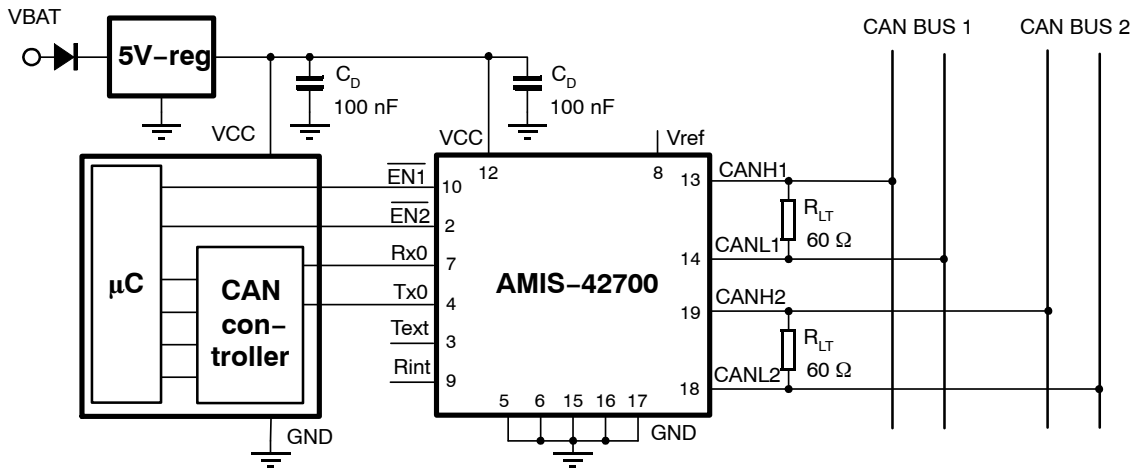 VBAT
CAN BUS 1
CAN BUS 2
5V−reg
C_D
100 nF
C_D
100 nF
VCC
VCC
Vref
12
8
EN1
10
EN2
2
Rx0
7
Tx0
4
Text
3
Rint
9
μC
CAN
con−
troller
AMIS−42700
13
CANH1
R_LT
60 Ω
14
CANL1
19
CANH2
R_LT
60 Ω
18
CANL2
5
6
15
16
17
GND
GND